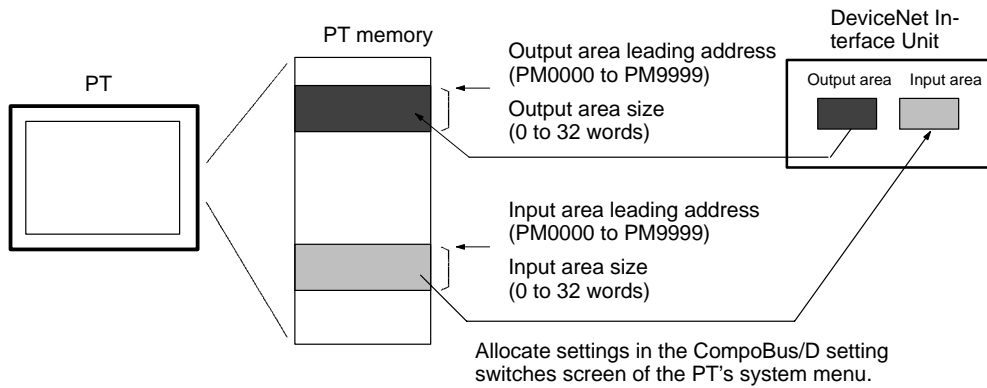 DeviceNet In-
terface Unit
PT memory
Output area leading address
(PM0000 to PM9999)
Output area  Input area
PT
Output area size
(0 to 32 words)
Input area leading address
(PM0000 to PM9999)
Input area size
(0 to 32 words)
Allocate settings in the CompoBus/D setting
switches screen of the PT's system menu.